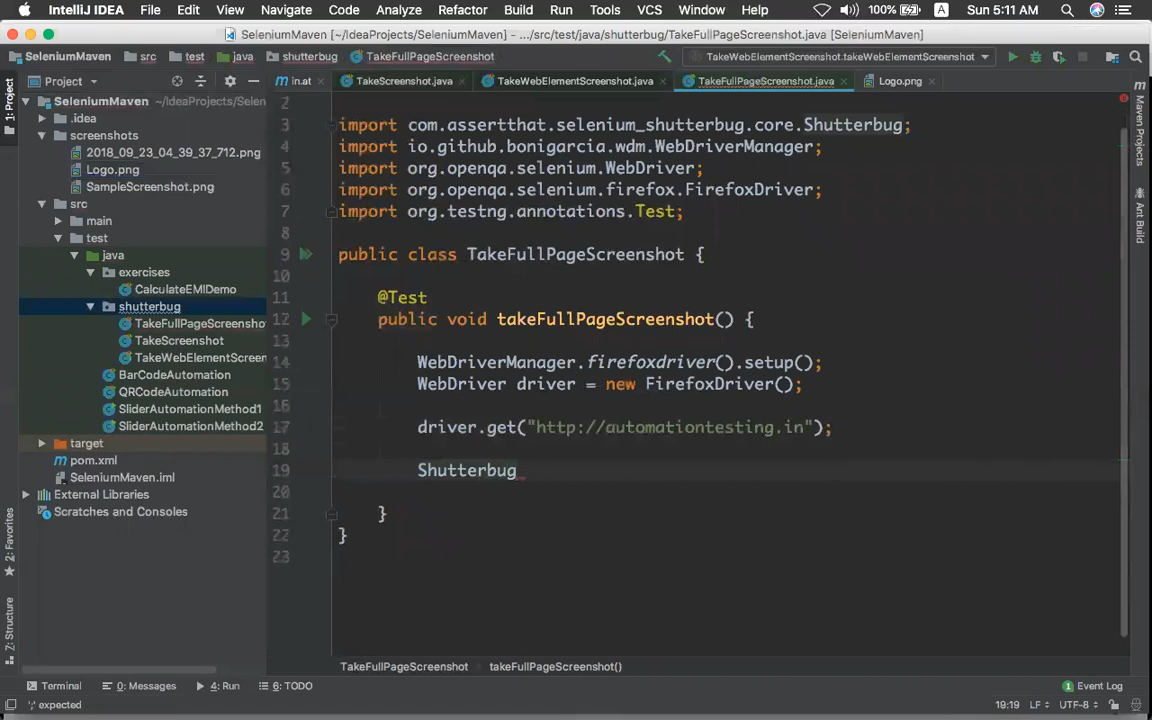 IntelliJ IDEA File Edit View Navigate Code Analyze Refactor Build Run Tools VCS Window Help 100% A Sun 5:11 AM
SeleniumMaven [~/IdeaProjects/SeleniumMaven] - .../src/test/java/shutterbug/TakeFullPageScreenshot.java [SeleniumMaven]
SeleniumMaven src test java shutterbug TakeFullPageScreenshot TakeWebElementScreenshot.takeWebElementScreenshot
Project in.at TakeScreenshot.java TakeWebElementScreenshot.java TakeFullPageScreenshot.java Logo.png
1: Project
2: Favorites
Z: Structure
SeleniumMaven ~/IdeaProjects/Selen
.idea
screenshots
2018_09_23_04_39_37_712.png
Logo.png
SampleScreenshot.png
src
main
test
java
exercises
CalculateEMIDemo
shutterbug
TakeFullPageScreensho
TakeScreenshot
TakeWebElementScreen
BarCodeAutomation
QRCodeAutomation
SliderAutomationMethod1
SliderAutomationMethod2
target
pom.xml
SeleniumMaven.iml
External Libraries
Scratches and Consoles
2
3 import com.assertthat.selenium_shutterbug.core.Shutterbug;
4 import io.github.bonigarcia.wdm.WebDriverManager;
5 import org.openqa.selenium.WebDriver;
6 import org.openqa.selenium.firefox.FirefoxDriver;
7 import org.testng.annotations.Test;
8
9 public class TakeFullPageScreenshot {
10
11 @Test
12 public void takeFullPageScreenshot() {
13
14 WebDriverManager.firefoxdriver().setup();
15 WebDriver driver = new FirefoxDriver();
16
17 driver.get("http://automationtesting.in");
18
19 Shutterbug
20
21 }
22 }
23
Maven Projects
Ant Build
TakeFullPageScreenshot takeFullPageScreenshot()
Terminal 0: Messages 4: Run 6: TODO 1 Event Log
';' expected 19:19 LF UTF-8